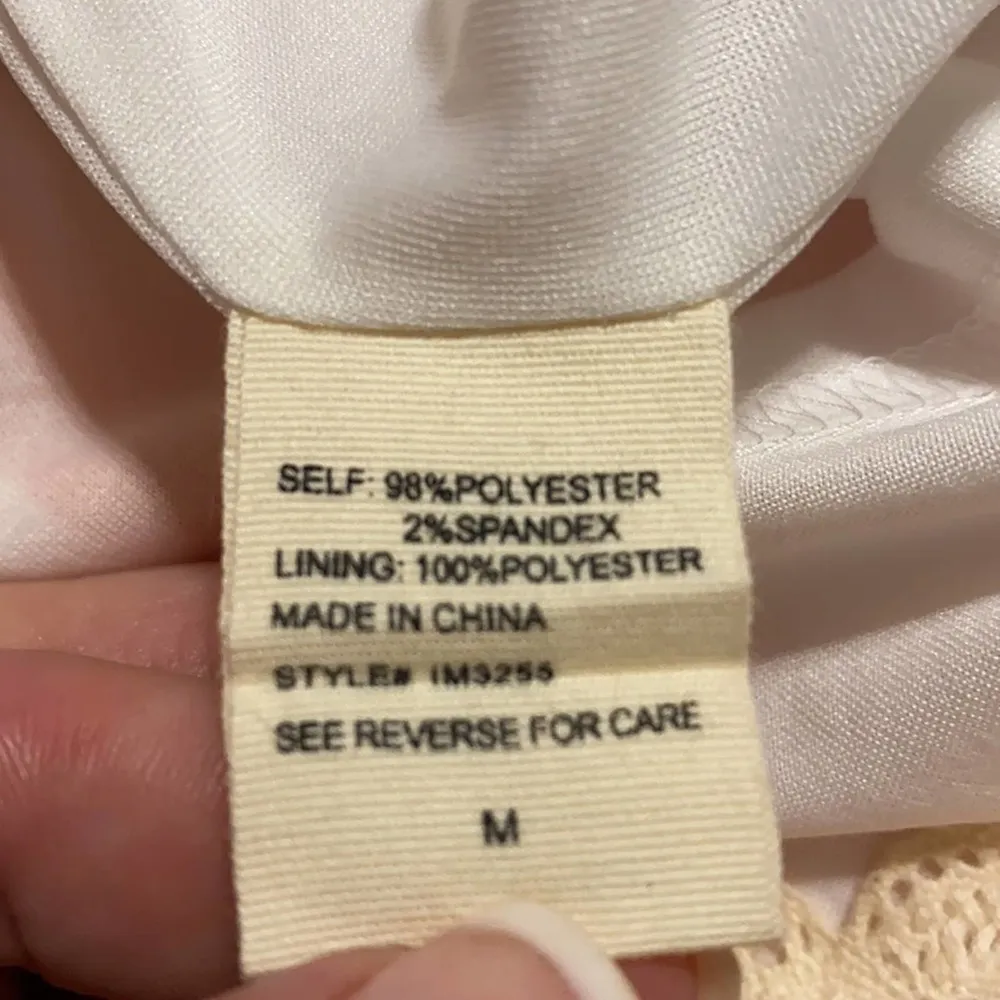 SELF: 98%POLYESTER
2%SPANDEX
LINING: 100%POLYESTER
MADE IN CHINA
STYLE# IM3255
SEE REVERSE FOR CARE
M